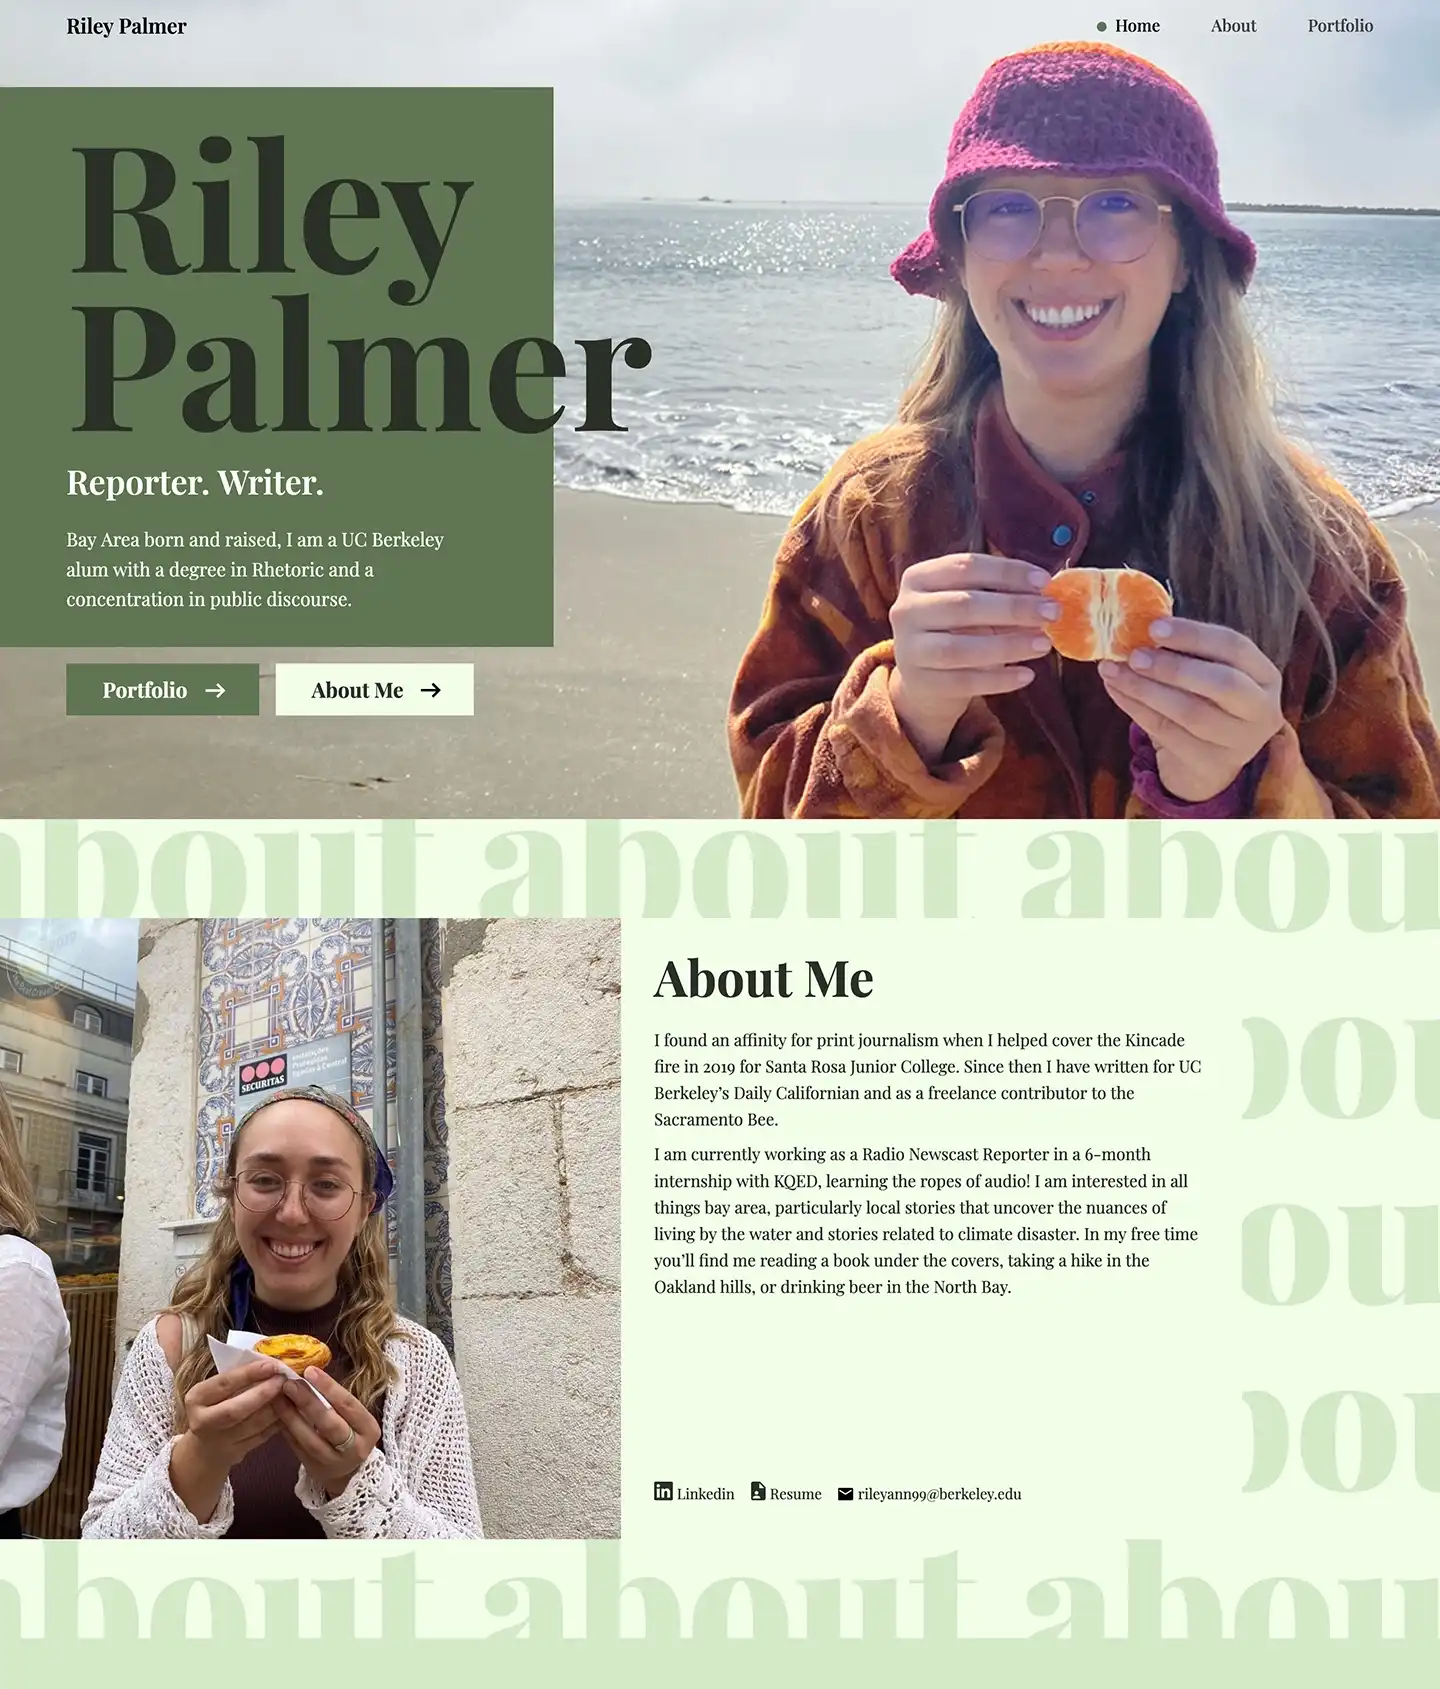 Riley Palmer
Home
About
Portfolio
Riley
Palmer
Reporter. Writer.
Bay Area born and raised, I am a UC Berkeley
alum with a degree in Rhetoric and a
concentration in public discourse.
Portfolio →
About Me →
about about abou
SECURITAS
About Me
I found an affinity for print journalism when I helped cover the Kincade
fire in 2019 for Santa Rosa Junior College. Since then I have written for UC
Berkeley’s Daily Californian and as a freelance contributor to the
Sacramento Bee.
I am currently working as a Radio Newscast Reporter in a 6-month
internship with KQED, learning the ropes of audio! I am interested in all
things bay area, particularly local stories that uncover the nuances of
living by the water and stories related to climate disaster. In my free time
you’ll find me reading a book under the covers, taking a hike in the
Oakland hills, or drinking beer in the North Bay.
ou
ou
ou
in Linkedin
Resume
rileyann99@berkeley.edu
about about abou